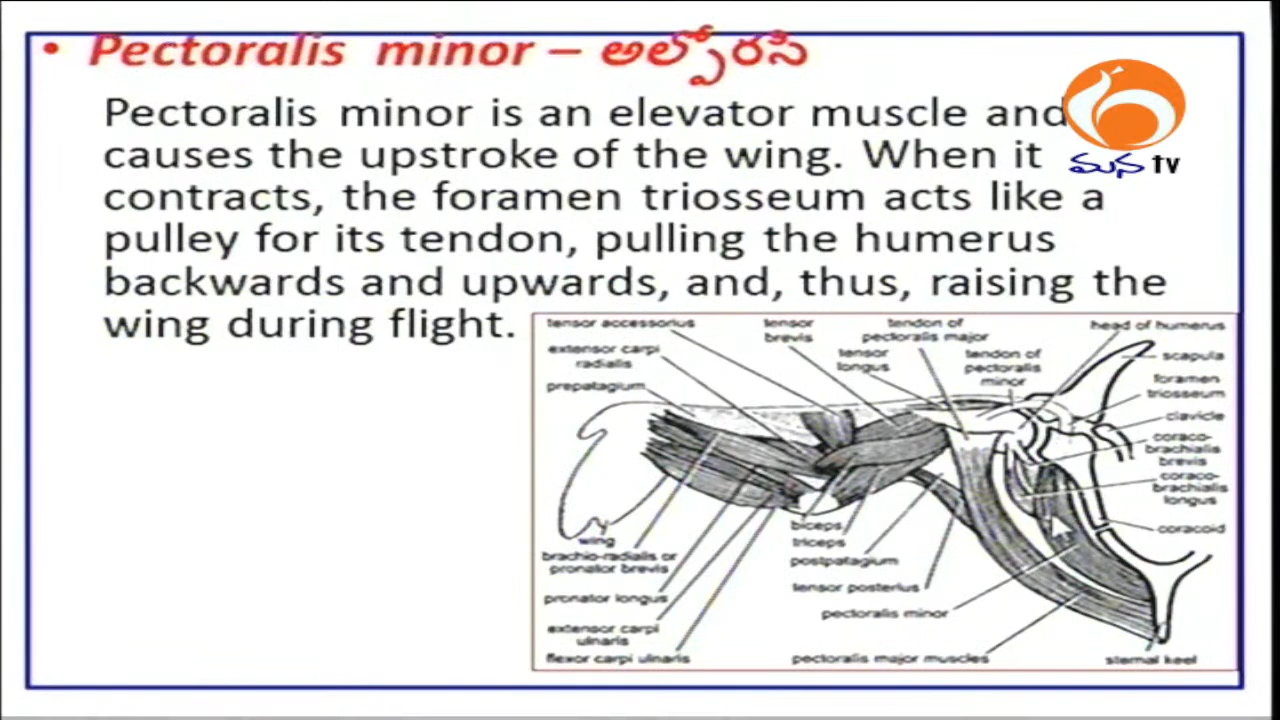 • Pectoralis minor – అల్పోరసి
Pectoralis minor is an elevator muscle and
causes the upstroke of the wing. When it
contracts, the foramen triosseum acts like a
pulley for its tendon, pulling the humerus
backwards and upwards, and, thus, raising the
wing during flight.
మన tv
tensor accessorius
extensor carpi
radialis
prepatagium
tensor
brevis
tensor
longus
tendon of
pectoralis major
tendon of
pectoralis
minor
head of humerus
scapula
foramen
triosseum
clavicle
coraco-
brachialis
brevis
coraco-
brachialis
longus
coracoid
wing
brachio-radialis or
pronator brevis
pronator longus
extensor carpi
ulnaris
flexor carpi ulnaris
biceps
triceps
postpatagium
tensor posterius
pectoralis minor
pectoralis major muscles
sternal keel